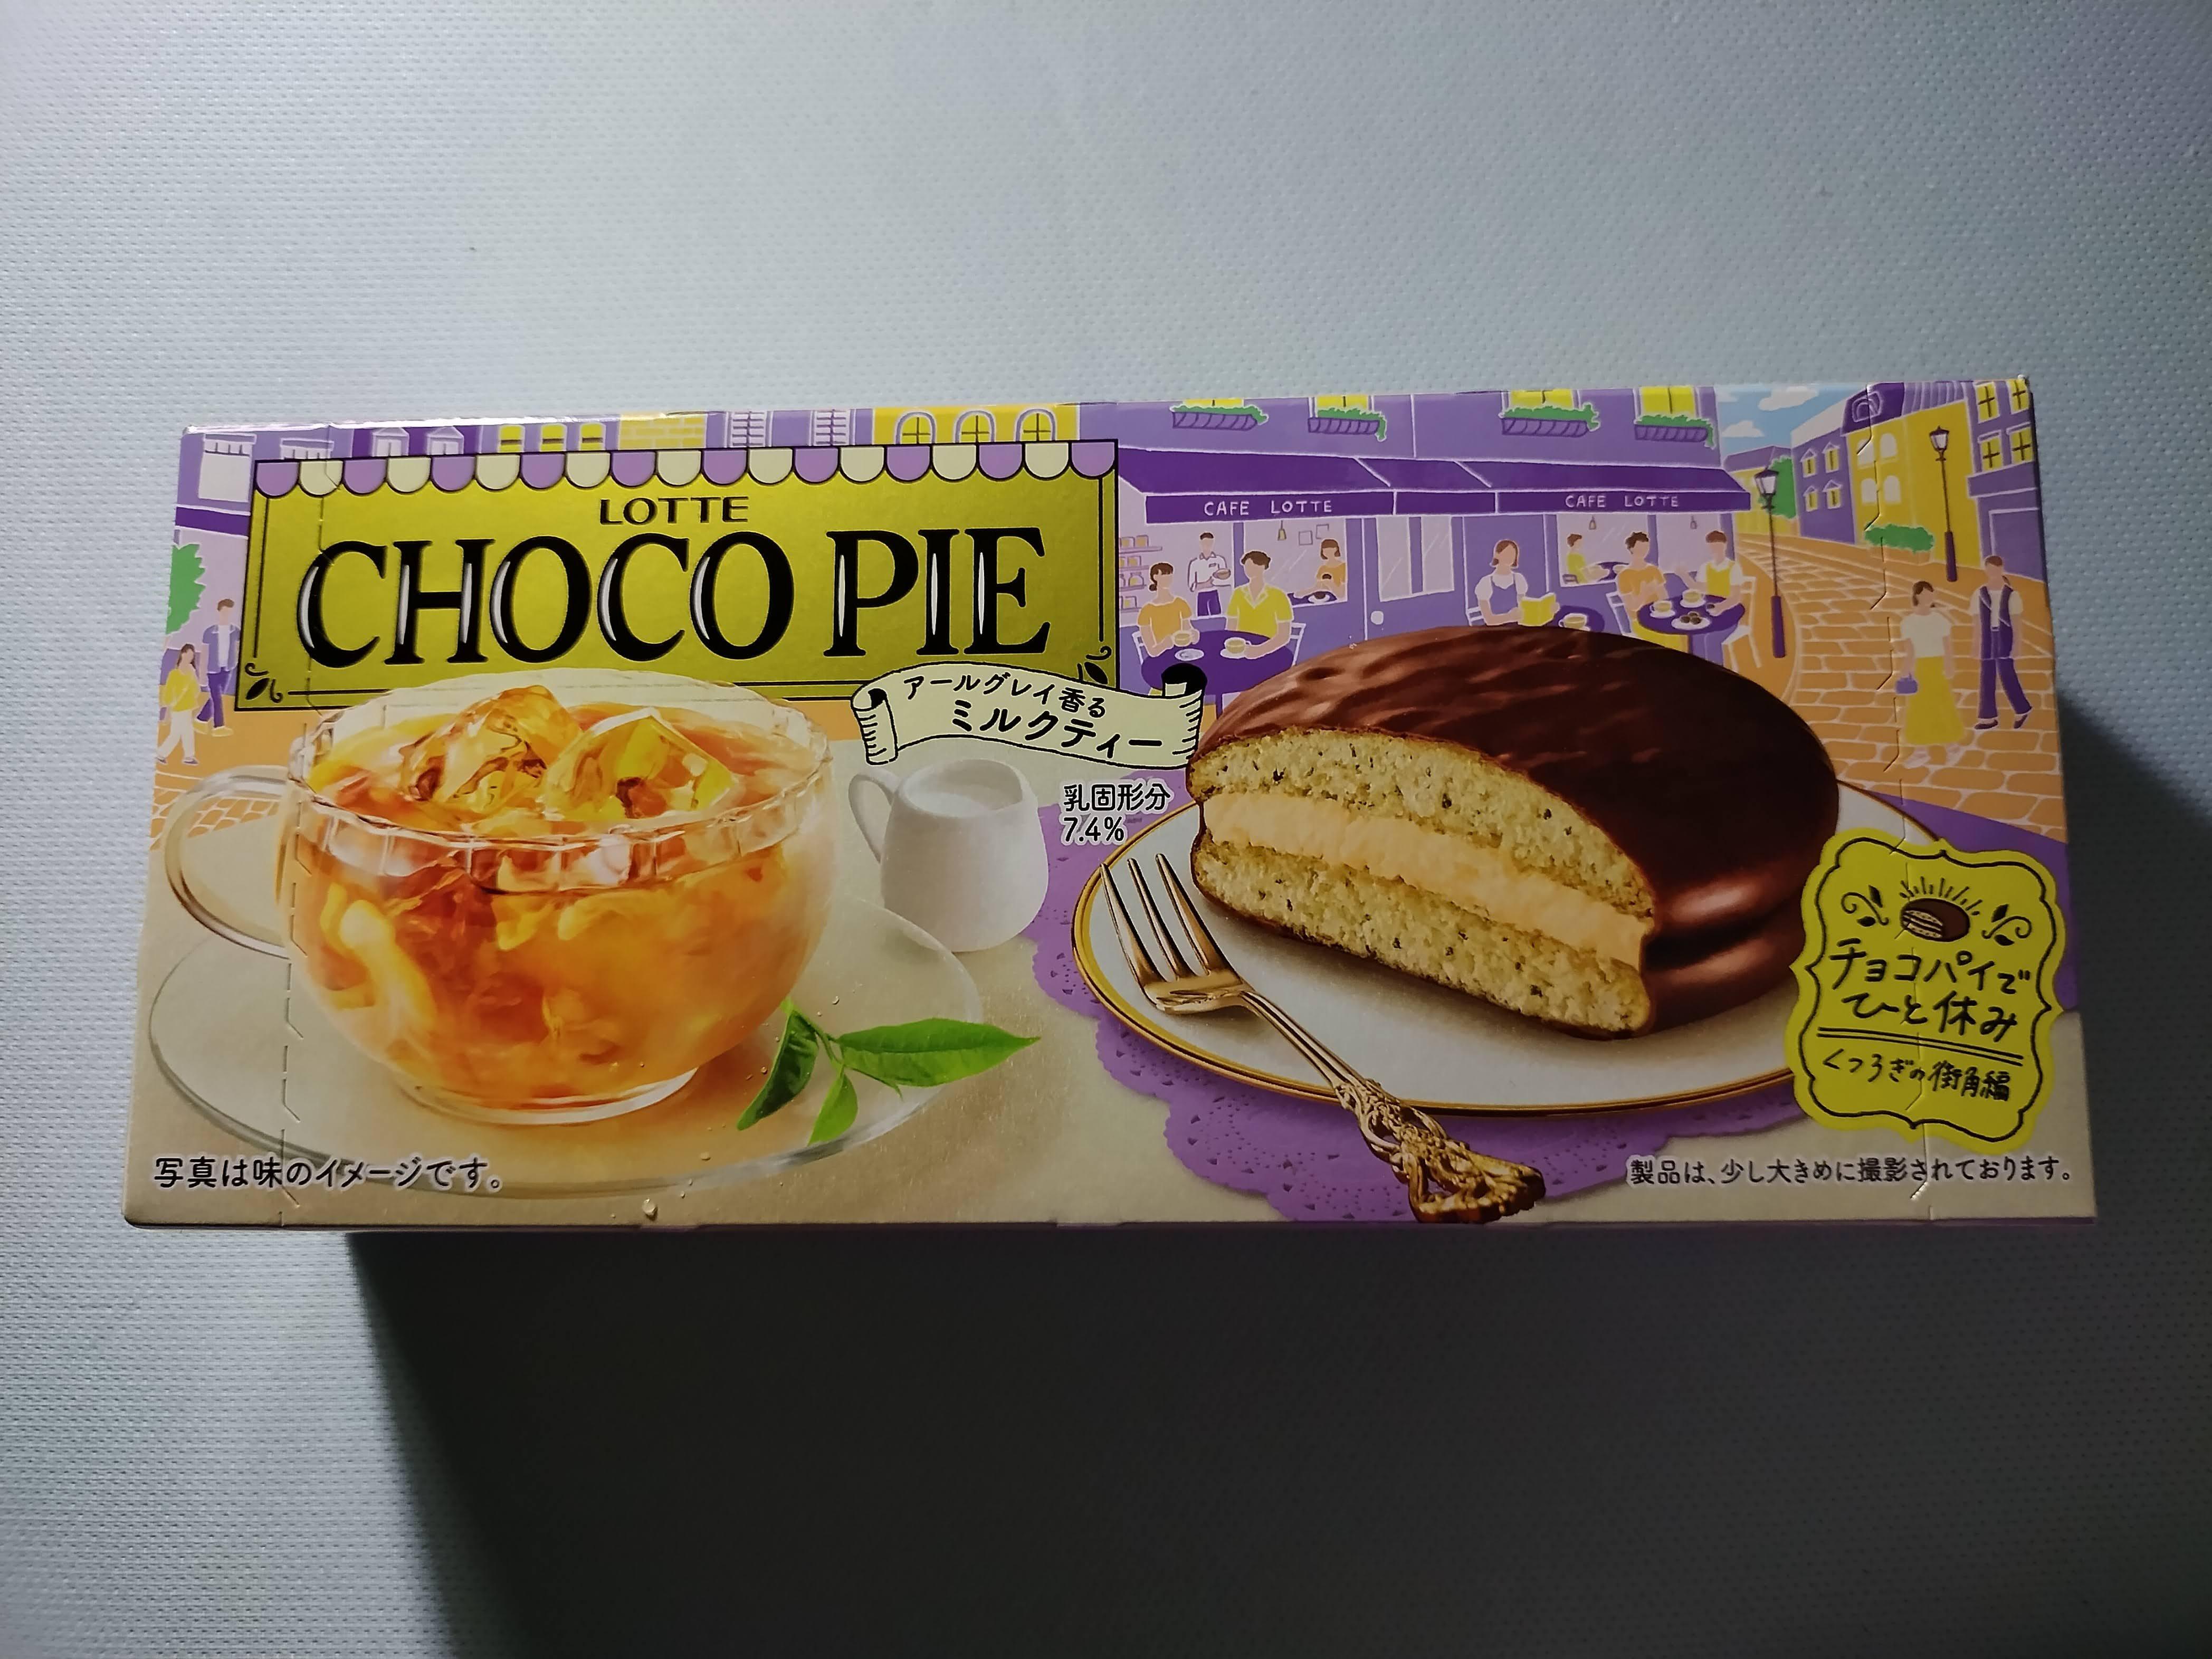 LOTTE
CHOCO PIE
アールグレイ香る
ミルクティー
乳固形分
7.4%
CAFE LOTTE
CAFE LOTTE
チョコパイで
ひと休み
くつろぎの街角編
写真は味のイメージです。
製品は、少し大きめに撮影されております。